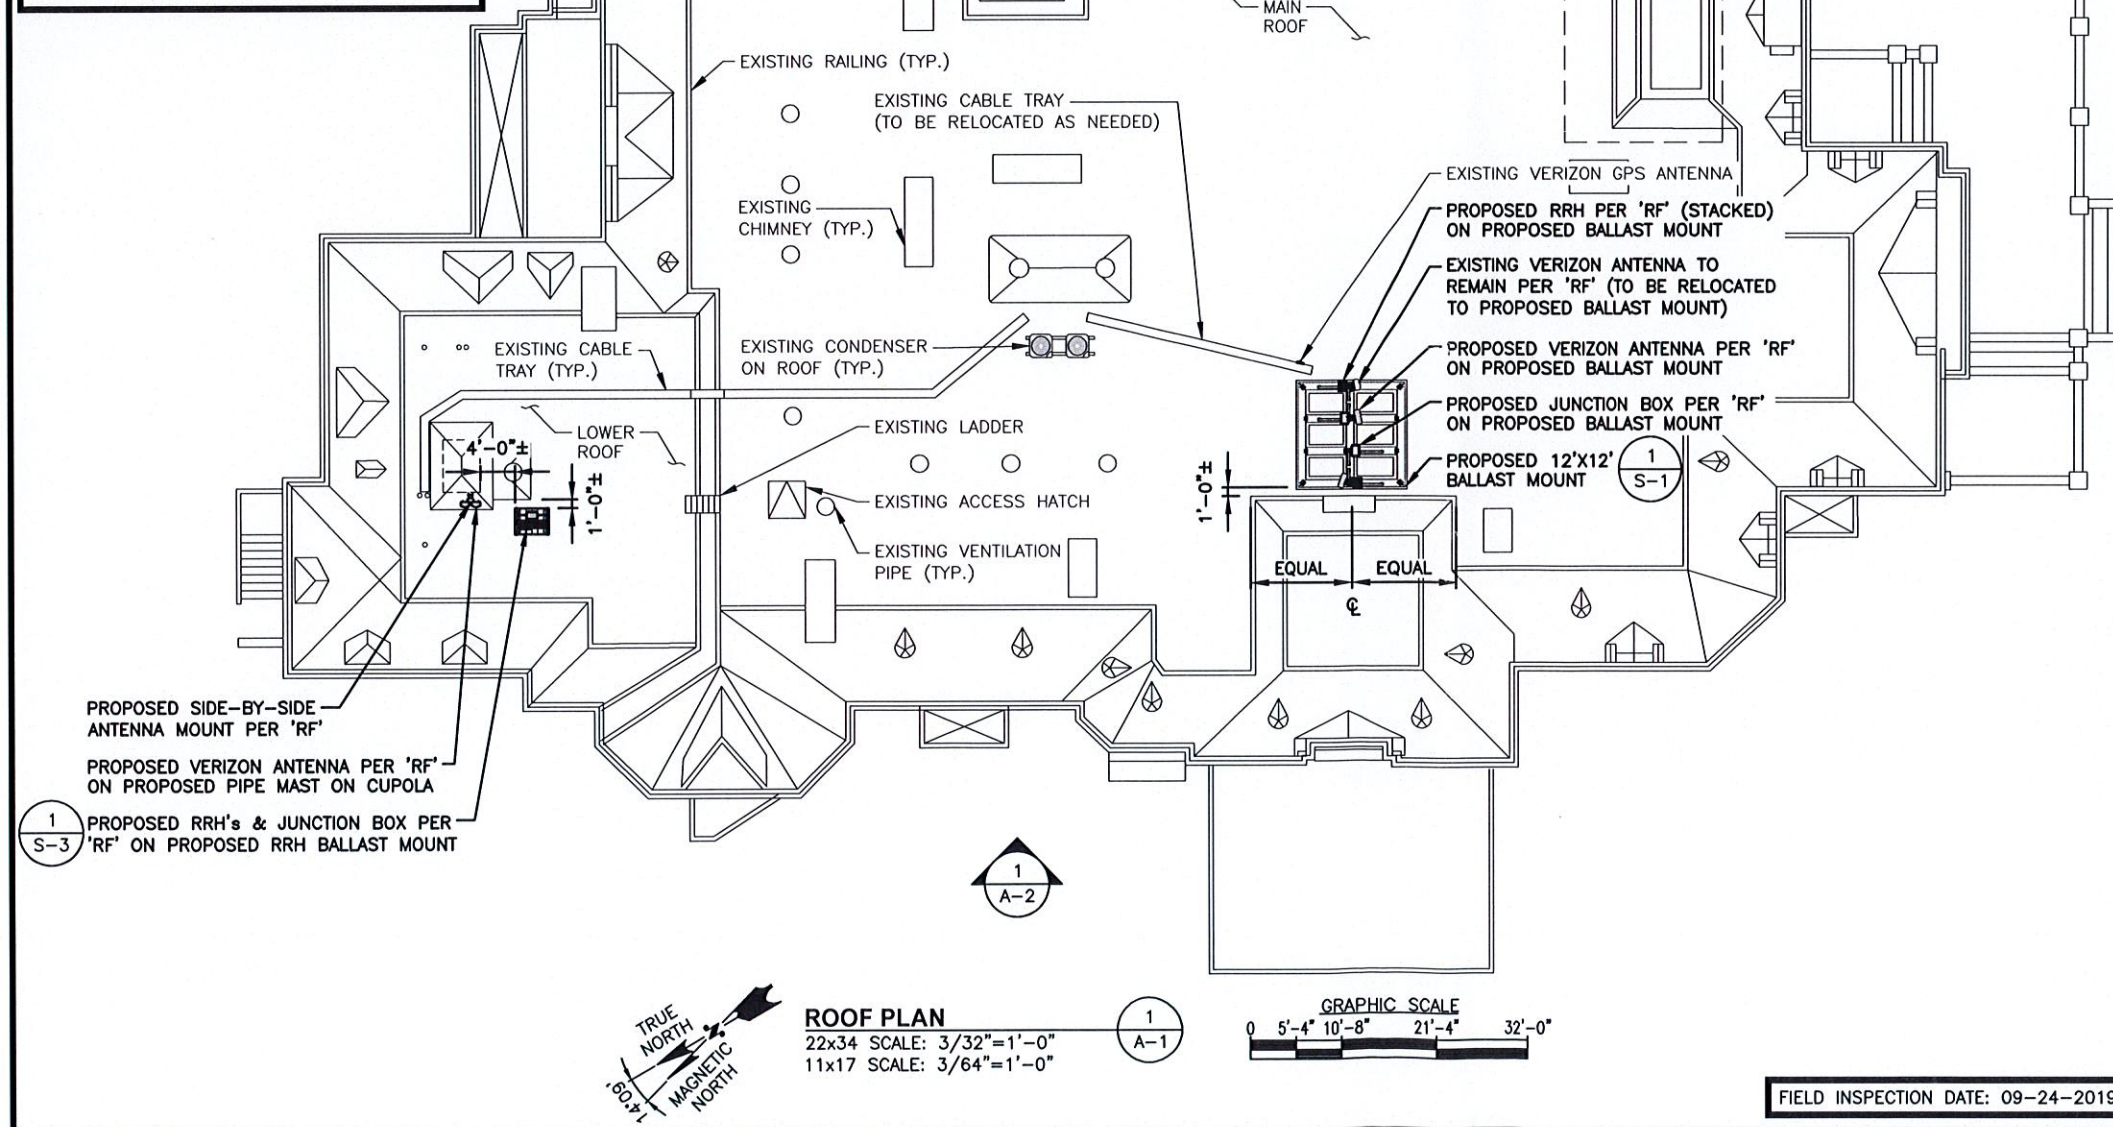 MAIN
ROOF
EXISTING RAILING (TYP.)
EXISTING CABLE TRAY
(TO BE RELOCATED AS NEEDED)
EXISTING
CHIMNEY (TYP.)
EXISTING VERIZON GPS ANTENNA
PROPOSED RRH PER 'RF' (STACKED)
ON PROPOSED BALLAST MOUNT
EXISTING VERIZON ANTENNA TO
REMAIN PER 'RF' (TO BE RELOCATED
TO PROPOSED BALLAST MOUNT)
PROPOSED VERIZON ANTENNA PER 'RF'
ON PROPOSED BALLAST MOUNT
PROPOSED JUNCTION BOX PER 'RF'
ON PROPOSED BALLAST MOUNT
PROPOSED 12'X12'
BALLAST MOUNT
1
S-1
EXISTING CABLE
TRAY (TYP.)
EXISTING CONDENSER
ON ROOF (TYP.)
LOWER
ROOF
4'-0"±
1'-0"±
EXISTING LADDER
EXISTING ACCESS HATCH
EXISTING VENTILATION
PIPE (TYP.)
1'-0"±
EQUAL
EQUAL
℄
PROPOSED SIDE-BY-SIDE
ANTENNA MOUNT PER 'RF'
PROPOSED VERIZON ANTENNA PER 'RF'
ON PROPOSED PIPE MAST ON CUPOLA
1
S-3
PROPOSED RRH's & JUNCTION BOX PER
'RF' ON PROPOSED RRH BALLAST MOUNT
1
A-2
TRUE
NORTH
MAGNETIC
NORTH
14.09°
ROOF PLAN
22x34 SCALE: 3/32"=1'-0"
11x17 SCALE: 3/64"=1'-0"
1
A-1
GRAPHIC SCALE
0 5'-4" 10'-8" 21'-4" 32'-0"
FIELD INSPECTION DATE: 09-24-2019